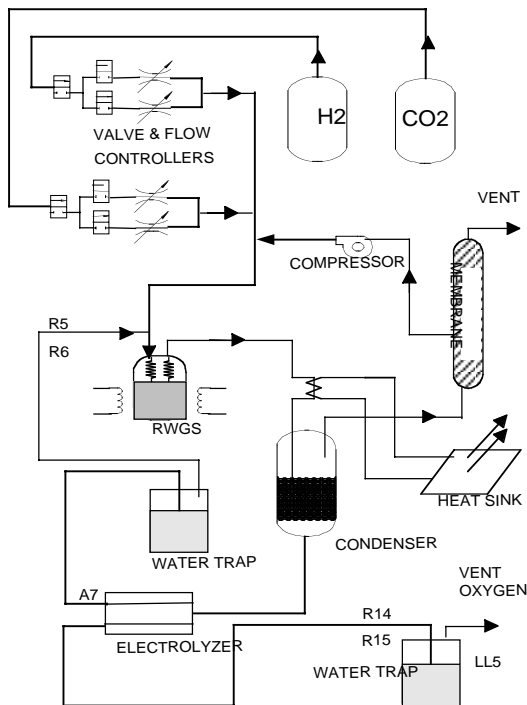 H2
CO2
VALVE & FLOW
CONTROLLERS
VENT
COMPRESSOR
MEMBRANE
R5
R6
RWGS
HEAT SINK
CONDENSER
WATER TRAP
VENT
OXYGEN
A7
R14
ELECTROLYZER
R15
LL5
WATER TRAP